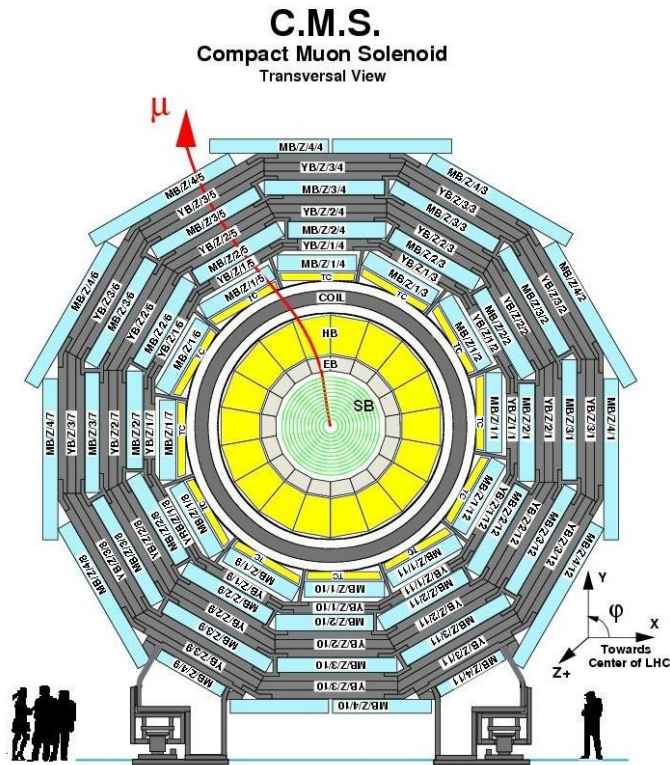 C.M.S.
Compact Muon Solenoid
Transversal View
μ
MB/Z/4/4
YB/Z/3/4
MB/Z/3/4
YB/Z/2/4
MB/Z/2/4
YB/Z/1/4
MB/Z/1/4
TC
MB/Z/4/5
YB/Z/3/5
MB/Z/3/5
YB/Z/2/5
MB/Z/2/5
YB/Z/1/5
MB/Z/1/5
TC
MB/Z/4/3
YB/Z/3/3
MB/Z/3/3
YB/Z/2/3
MB/Z/2/3
YB/Z/1/3
MB/Z/1/3
TC
MB/Z/4/6
YB/Z/3/6
MB/Z/3/6
YB/Z/2/6
MB/Z/2/6
YB/Z/1/6
MB/Z/1/6
TC
COIL
HB
EB
SB
TC
MB/Z/1/2
YB/Z/1/2
MB/Z/2/2
YB/Z/2/2
MB/Z/3/2
YB/Z/3/2
MB/Z/4/2
MB/Z/4/7
YB/Z/3/7
MB/Z/3/7
YB/Z/2/7
MB/Z/2/7
YB/Z/1/7
MB/Z/1/7
TC
TC
MB/Z/1/1
YB/Z/1/1
MB/Z/2/1
YB/Z/2/1
MB/Z/3/1
YB/Z/3/1
MB/Z/4/1
MB/Z/4/8
YB/Z/3/8
MB/Z/3/8
YB/Z/2/8
MB/Z/2/8
MB/Z/1/8
TC
TC
MB/Z/1/12
YB/Z/1/12
MB/Z/2/12
YB/Z/2/12
MB/Z/3/12
YB/Z/3/12
MB/Z/4/12
TC
MB/Z/1/9
YB/Z/1/9
MB/Z/2/9
YB/Z/2/9
MB/Z/3/9
YB/Z/3/9
MB/Z/4/9
TC
MB/Z/1/10
YB/Z/1/10
MB/Z/2/10
YB/Z/2/10
MB/Z/3/10
YB/Z/3/10
MB/Z/4/10
TC
MB/Z/1/11
YB/Z/1/11
MB/Z/2/11
YB/Z/2/11
MB/Z/3/11
YB/Z/3/11
MB/Z/4/11
Y
φ
X
Towards
Center of LHC
Z+